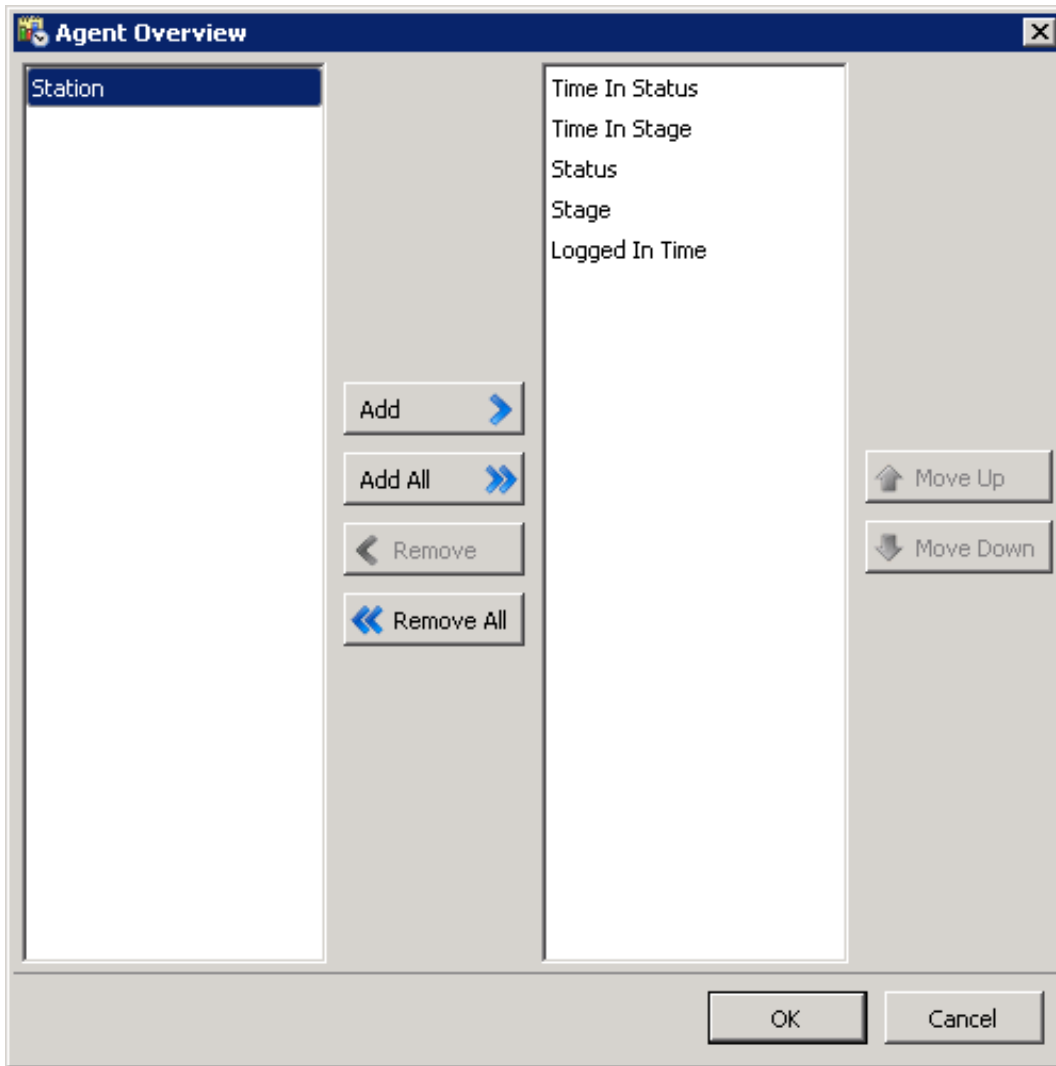 Agent Overview
Station
Time In Status
Time In Stage
Status
Stage
Logged In Time
Add
Add All
Remove
Remove All
Move Up
Move Down
OK
Cancel